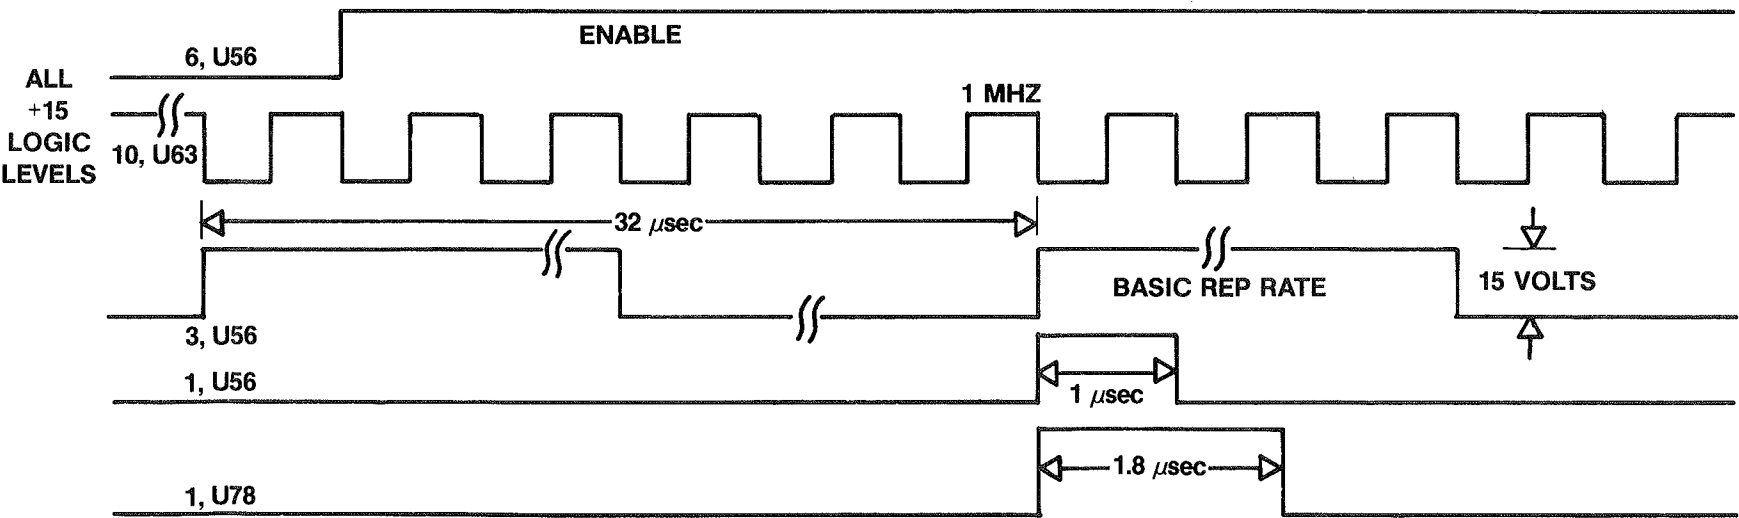 ENABLE
6, U56
ALL
+15
LOGIC
LEVELS
1 MHZ
10, U63
32 μsec
BASIC REP RATE
15 VOLTS
3, U56
1, U56
1 μsec
1.8 μsec
1, U78